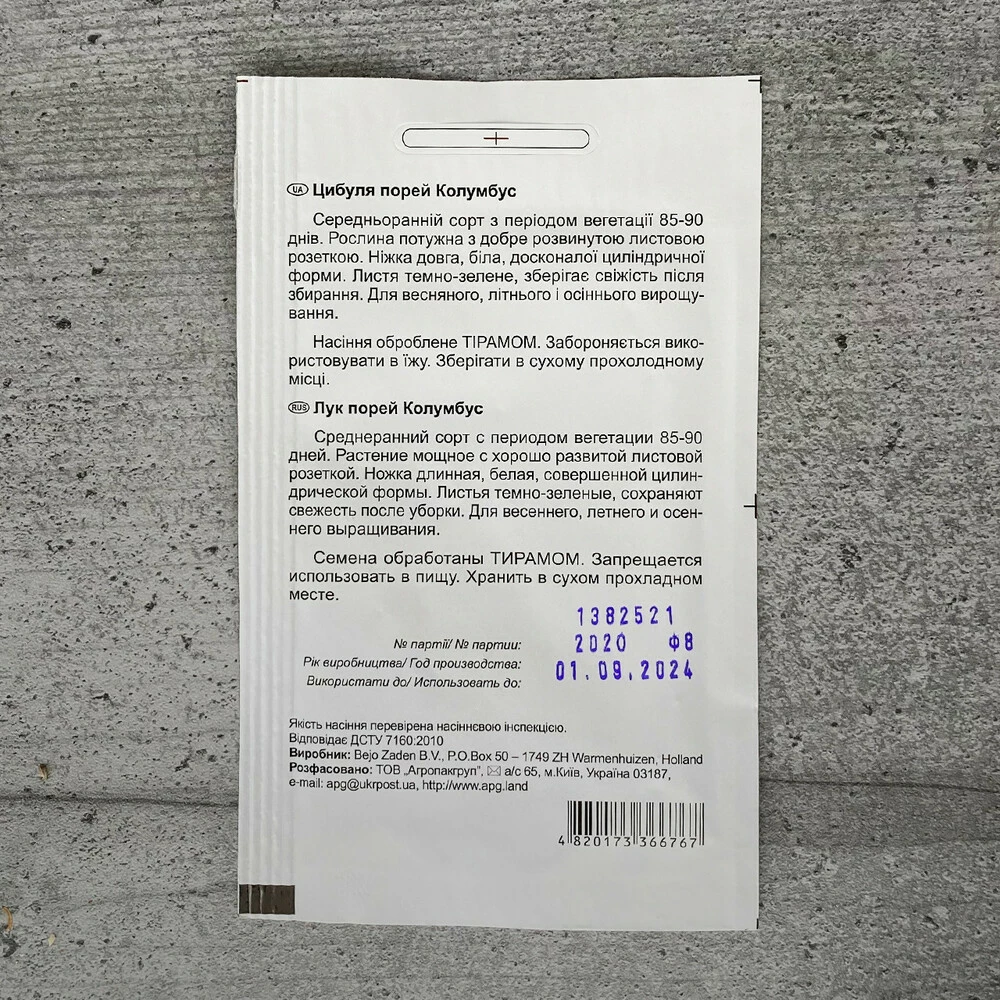 UA Цибуля порей Колумбус
Середньоранній сорт з періодом вегетації 85-90
днів. Рослина потужна з добре розвинутою листовою
розеткою. Ніжка довга, біла, досконалої циліндричної
форми. Листя темно-зелене, зберігає свіжість після
збирання. Для весняного, літнього і осіннього вирощу-
вання.
Насіння оброблене ТІРАМОМ. Забороняється вико-
ристовувати в їжу. Зберігати в сухому прохолодному
місці.
RUS Лук порей Колумбус
Среднеранний сорт с периодом вегетации 85-90
дней. Растение мощное с хорошо развитой листовой
розеткой. Ножка длинная, белая, совершенной цилин-
дрической формы. Листья темно-зеленые, сохраняют
свежесть после уборки. Для весеннего, летнего и осен-
него выращивания.
Семена обработаны ТИРАМОМ. Запрещается
использовать в пищу. Хранить в сухом прохладном
месте.
1382521
№ партії/ № партии: 2020 Ф8
Рік виробництва/ Год производства: 01.09.2024
Використати до/ Использовать до:
Якість насіння перевірена насіннєвою інспекцією.
Відповідає ДСТУ 7160:2010
Виробник: Bejo Zaden B.V., P.O.Box 50 – 1749 ZH Warmenhuizen, Holland
Розфасовано: ТОВ "Агропакгруп", а/с 65, м.Київ, Україна 03187,
e-mail: apg@ukrpost.ua, http://www.apg.land
4 820173 366767